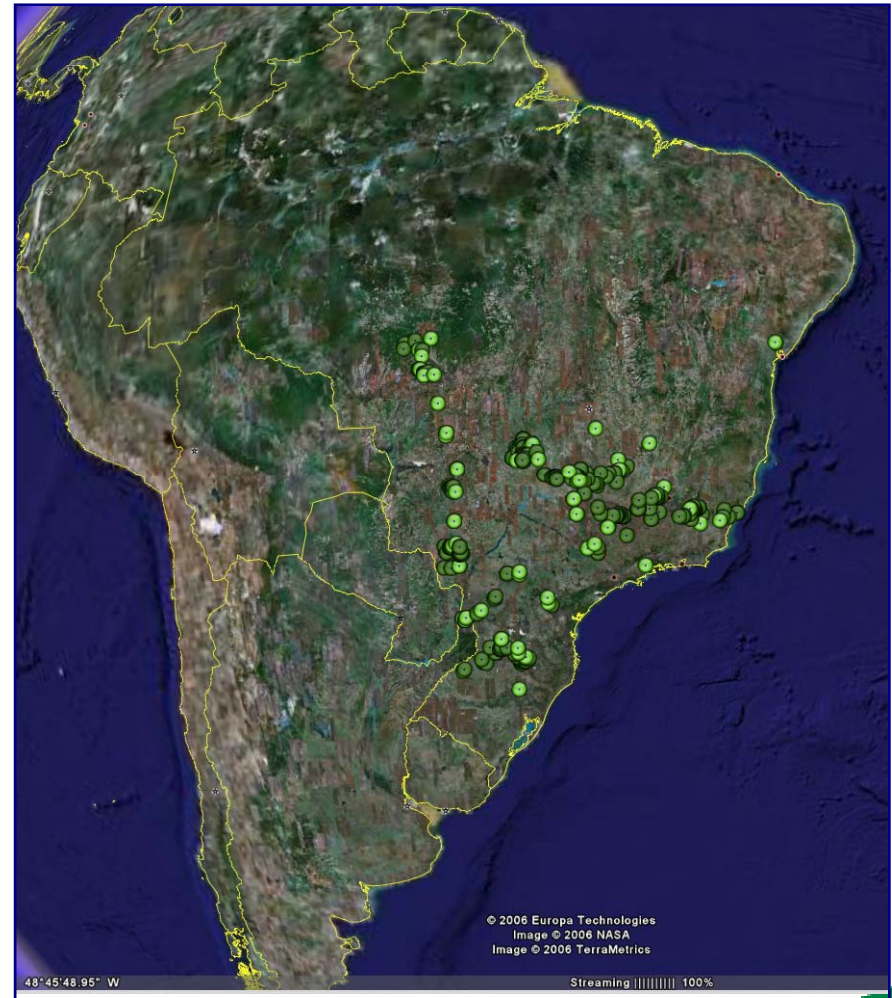 © 2006 Europa Technologies
Image © 2006 NASA
Image © 2006 TerraMetrics
48°45'48.95" W
Streaming |||||||||| 100%